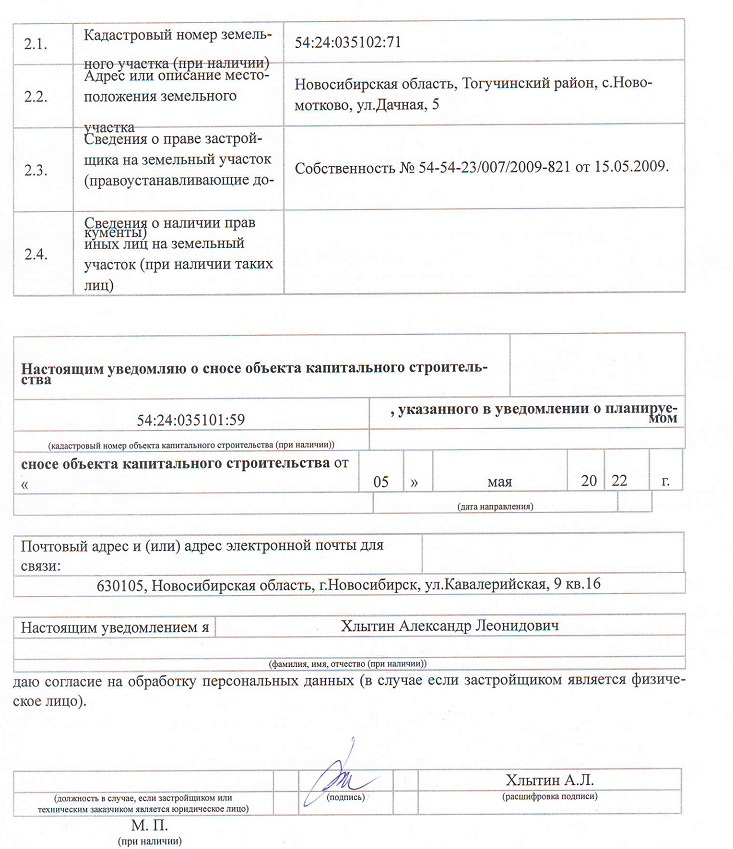 2.1.
Кадастровый номер земель-
ного участка (при наличии)
54:24:035102:71
2.2.
Адрес или описание место-
положения земельного
участка
Новосибирская область, Тогучинский район, с.Ново-
мотково, ул.Дачная, 5
2.3.
Сведения о праве застрой-
щика на земельный участок
(правоустанавливающие до-
кументы)
Собственность № 54-54-23/007/2009-821 от 15.05.2009.
2.4.
Сведения о наличии прав
иных лиц на земельный
участок (при наличии таких
лиц)
Настоящим уведомляю о сносе объекта капитального строитель-
ства
54:24:035101:59
, указанного в уведомлении о планируе-
мом
(кадастровый номер объекта капитального строительства (при наличии))
сносе объекта капитального строительства от
« 05 » мая 20 22 г.
(дата направления)
Почтовый адрес и (или) адрес электронной почты для
связи:
630105, Новосибирская область, г.Новосибирск, ул.Кавалерийская, 9 кв.16
Настоящим уведомлением я Хлытин Александр Леонидович
(фамилия, имя, отчество (при наличии))
даю согласие на обработку персональных данных (в случае если застройщиком является физиче-
ское лицо).
Хлытин А.Л.
(должность в случае, если застройщиком или
техническим заказчиком является юридическое лицо)
(подпись)
(расшифровка подписи)
М. П.
(при наличии)